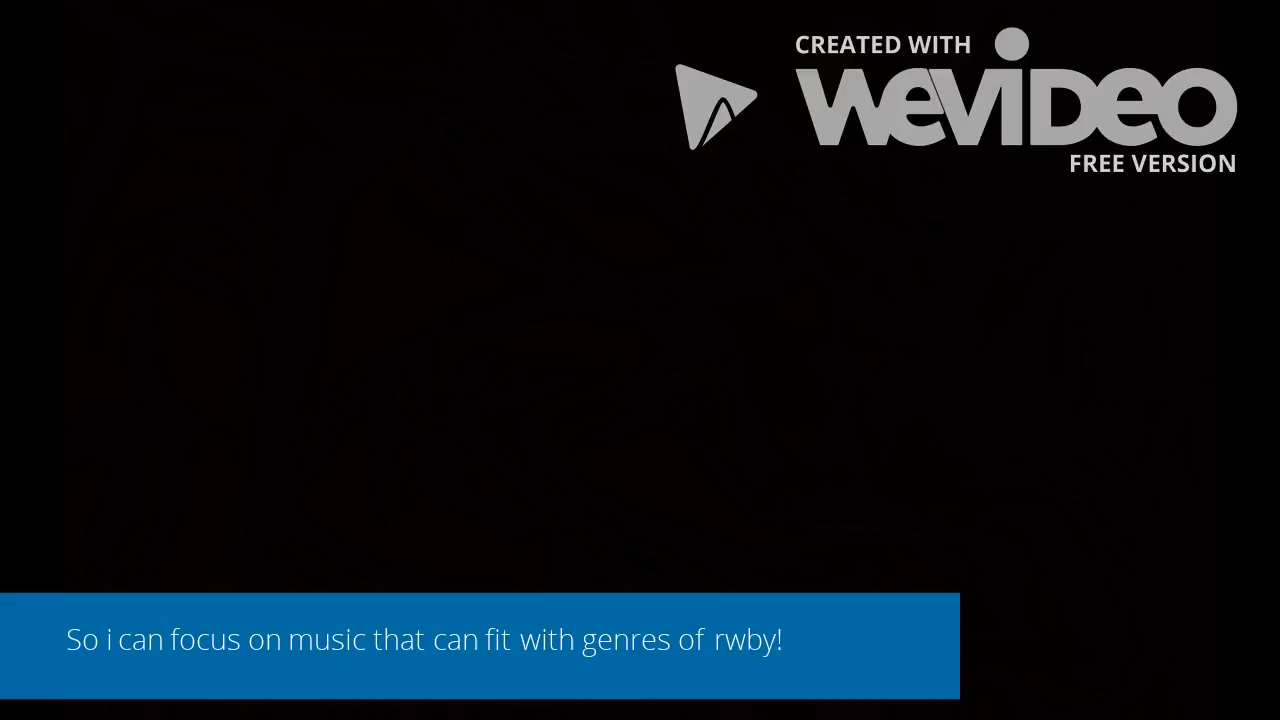 CREATED WITH
WEVIDEO
FREE VERSION
So i can focus on music that can fit with genres of rwby!